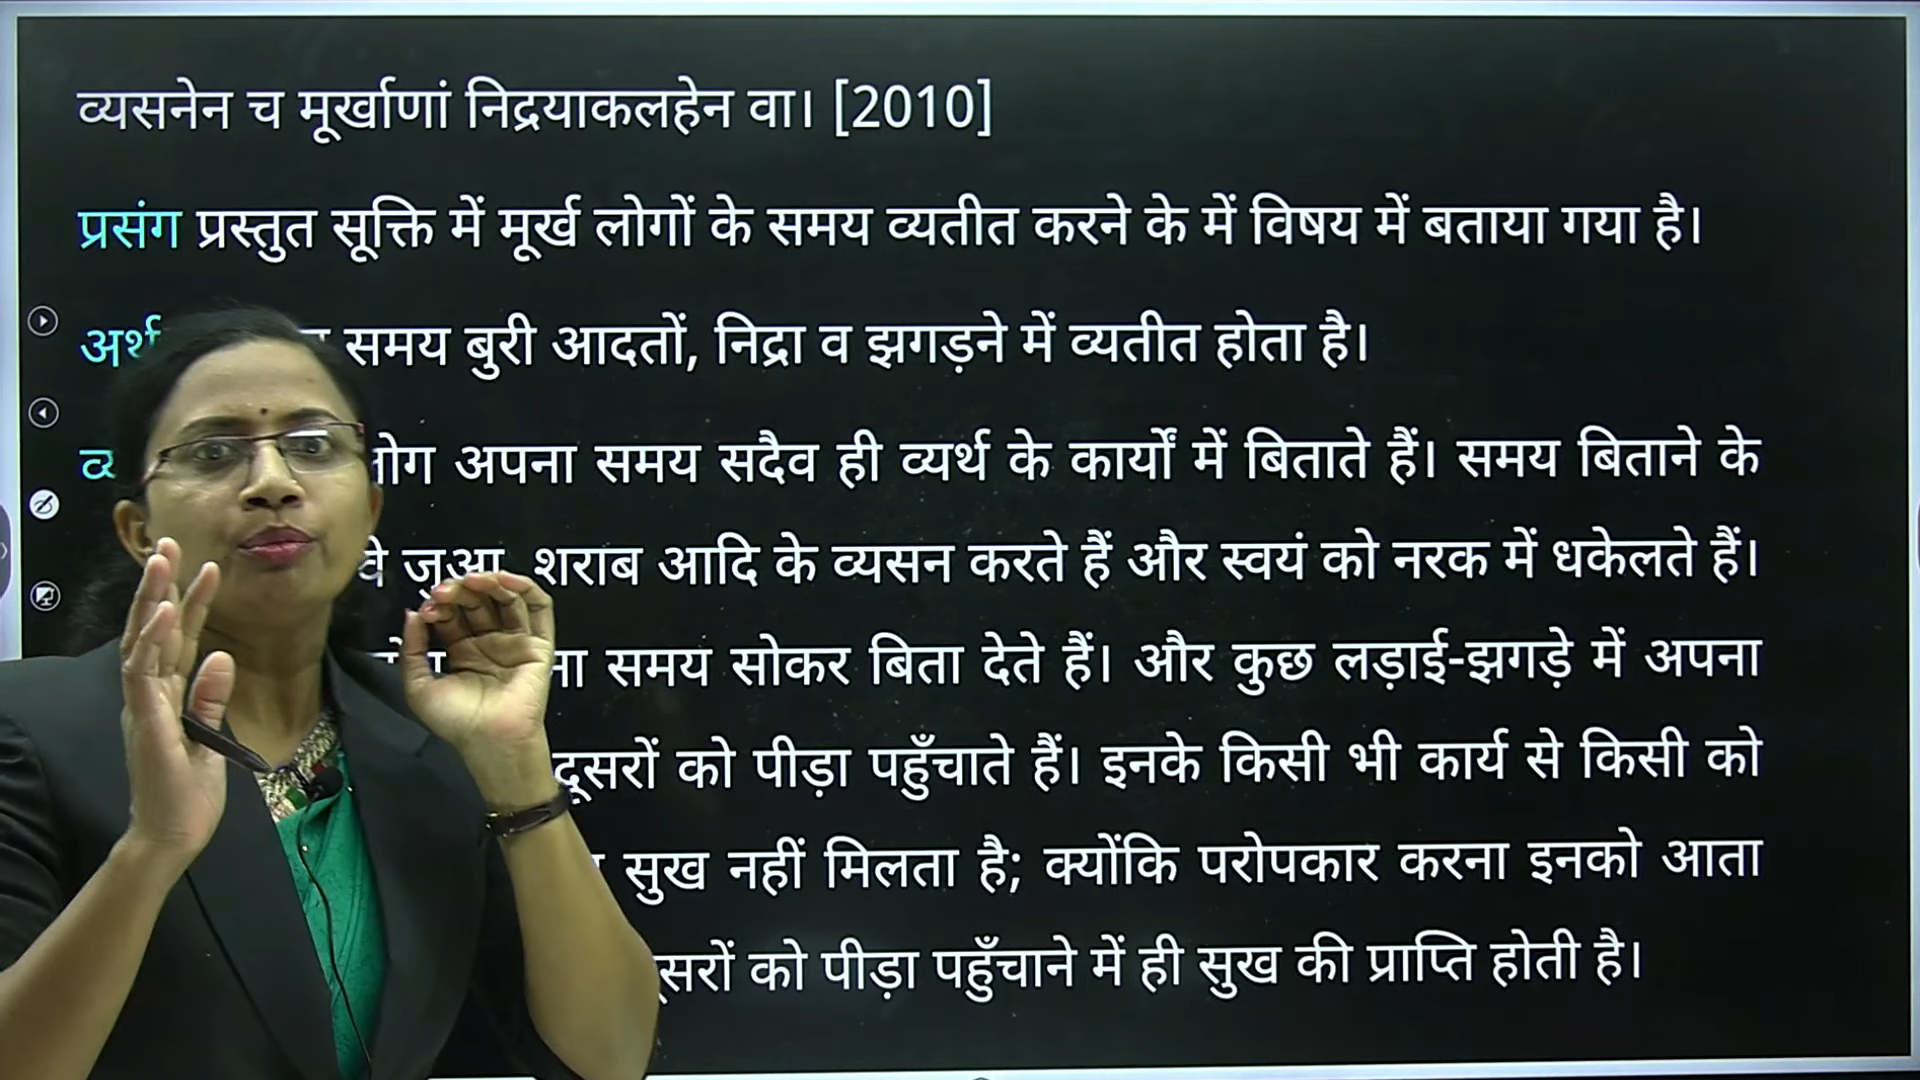 व्यसनेन च मूर्खाणां निद्रयाकलहेन वा। [2010]
प्रसंग प्रस्तुत सूक्ति में मूर्ख लोगों के समय व्यतीत करने के में विषय में बताया गया है।
अर्थ समय बुरी आदतों, निद्रा व झगड़ने में व्यतीत होता है।
अपना समय सदैव ही व्यर्थ के कार्यों में बिताते हैं। समय बिताने के
वे जुआ, शराब आदि के व्यसन करते हैं और स्वयं को नरक में धकेलते हैं।
समय सोकर बिता देते हैं। और कुछ लड़ाई-झगड़े में अपना
दूसरों को पीड़ा पहुँचाते हैं। इनके किसी भी कार्य से किसी को
सुख नहीं मिलता है; क्योंकि परोपकार करना इनको आता
को पीड़ा पहुँचाने में ही सुख की प्राप्ति होती है।